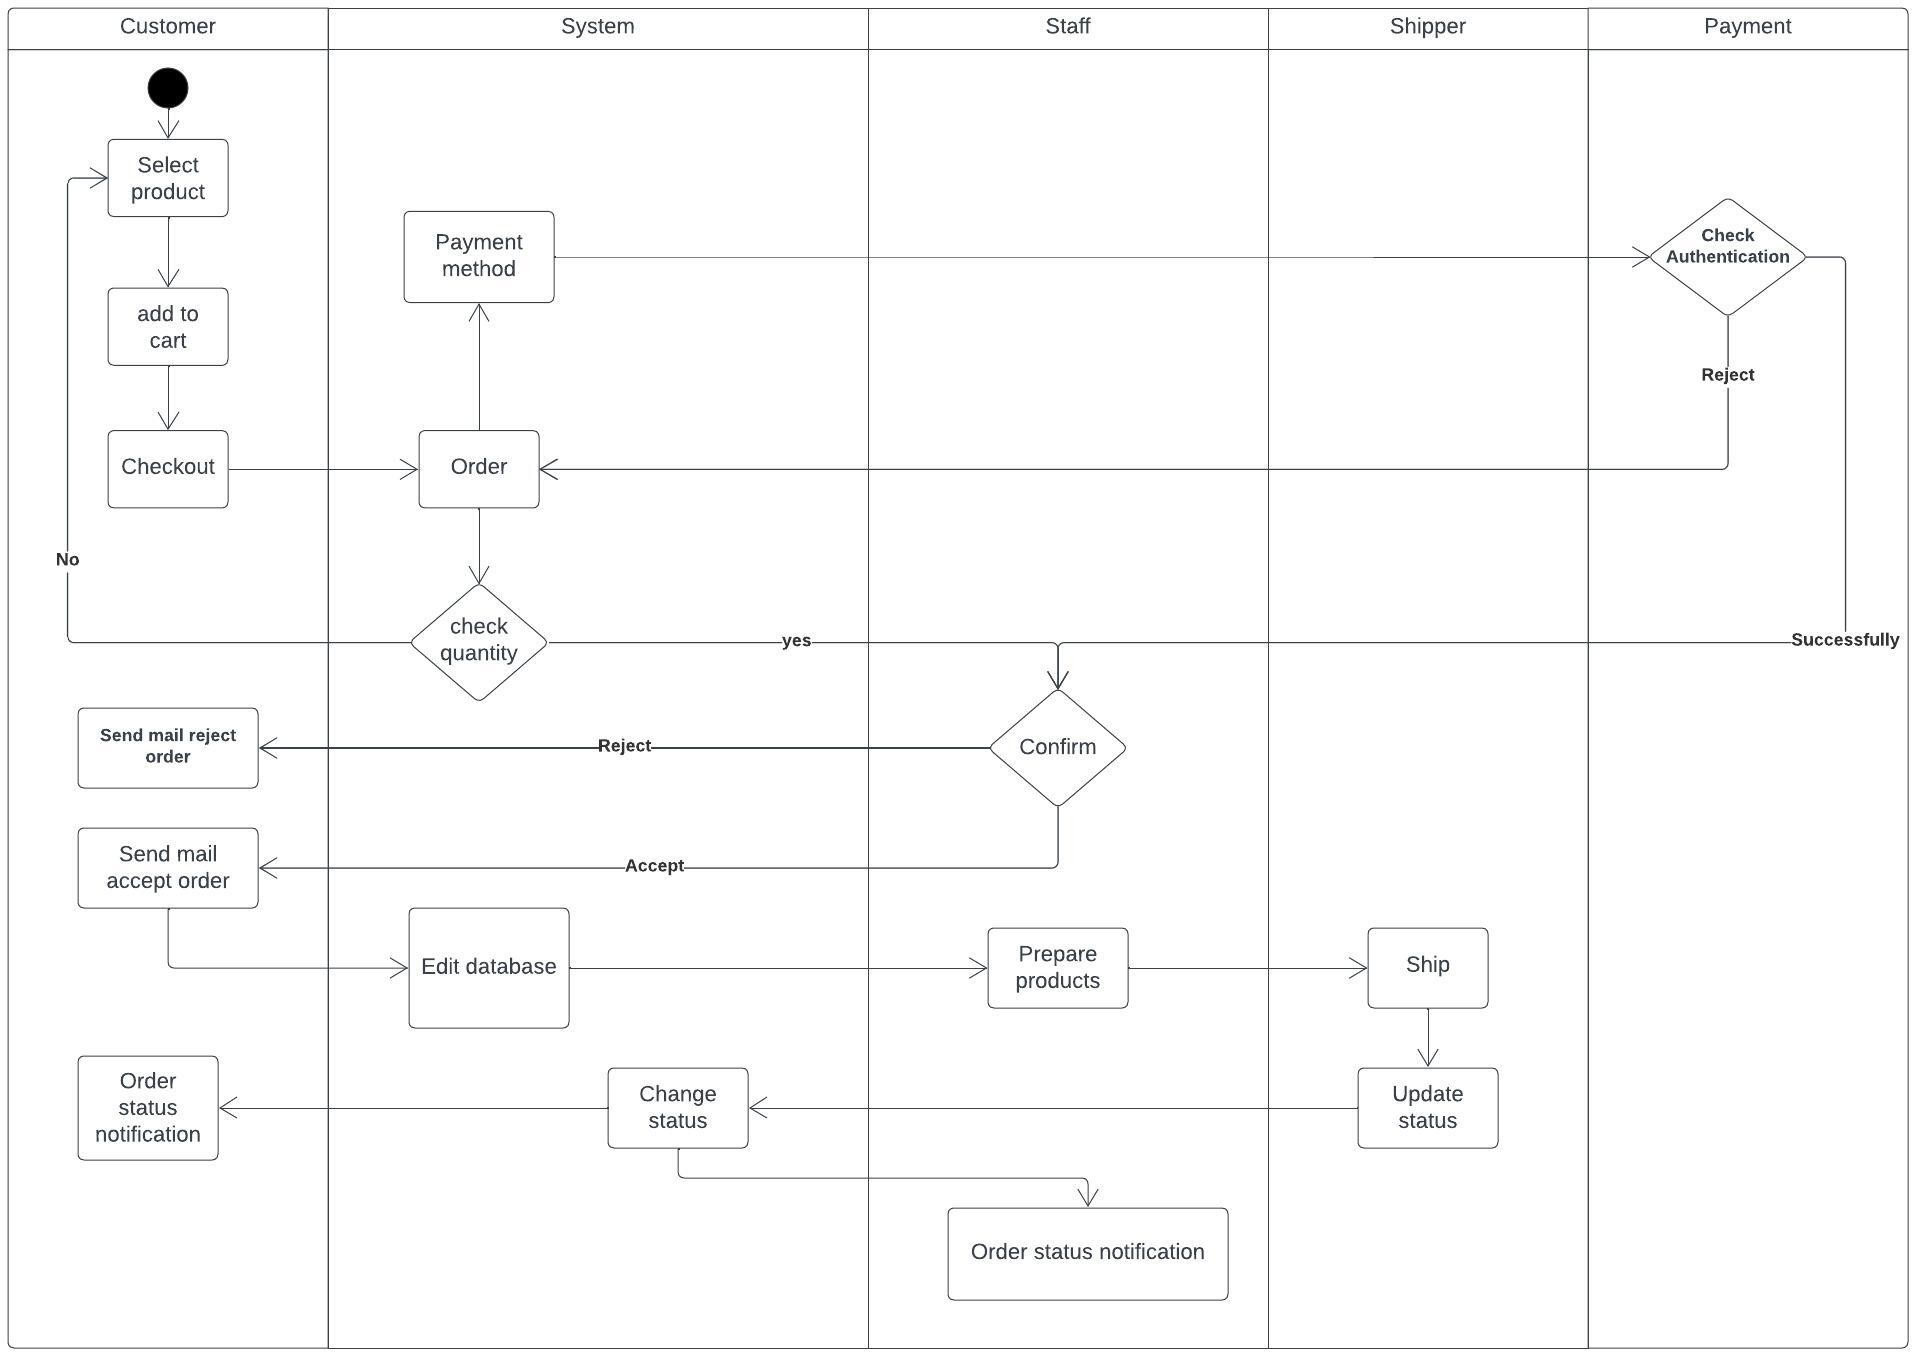 Customer
System
Staff
Shipper
Payment
Select
product
Payment
method
Check
Authentication
add to
cart
Reject
Checkout
Order
No
check
quantity
yes
Successfully
Send mail reject
order
Reject
Confirm
Send mail
accept order
Accept
Edit database
Prepare
products
Ship
Order
status
notification
Change
status
Update
status
Order status notification